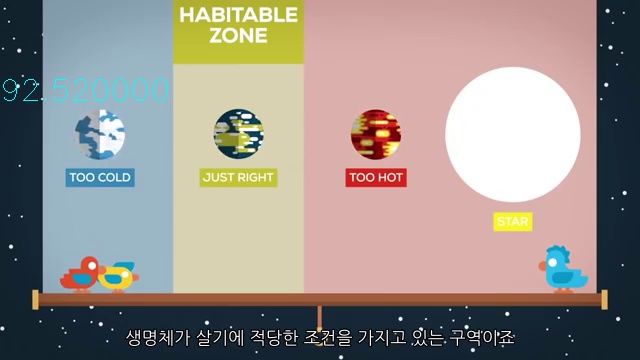 HABITABLE
ZONE
92.520000
TOO COLD
JUST RIGHT
TOO HOT
STAR
생명체가 살기에 적당한 조건을 가지고 있는 구역이죠